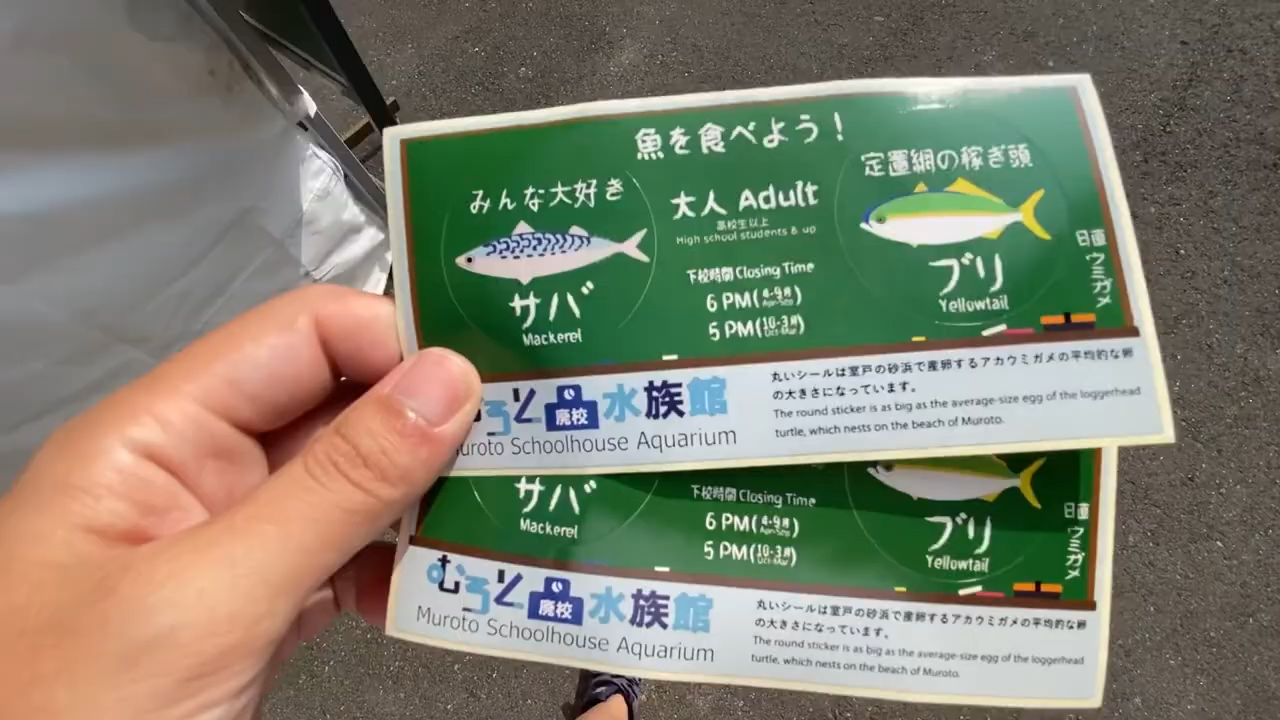 魚を食べよう！
みんな大好き
サバ
Mackerel
大人 Adult
高校生以上
High school students & up
下校時間 Closing Time
6 PM(4-9月 Apr-Sep)
5 PM(10-3月 Oct-Mar)
定置網の稼ぎ頭
ブリ
Yellowtail
日直 ウミガメ
ろと廃校水族館
uroto Schoolhouse Aquarium
丸いシールは室戸の砂浜で産卵するアカウミガメの平均的な卵
の大きさになっています。
The round sticker is as big as the average-size egg of the loggerhead
turtle, which nests on the beach of Muroto.
サバ
Mackerel
下校時間 Closing Time
6 PM(4-9月 Apr-Sep)
5 PM(10-3月 Oct-Mar)
ブリ
Yellowtail
日直 ウミガメ
むろと廃校水族館
Muroto Schoolhouse Aquarium
丸いシールは室戸の砂浜で産卵するアカウミガメの平均的な卵
の大きさになっています。
The round sticker is as big as the average-size egg of the loggerhead
turtle, which nests on the beach of Muroto.